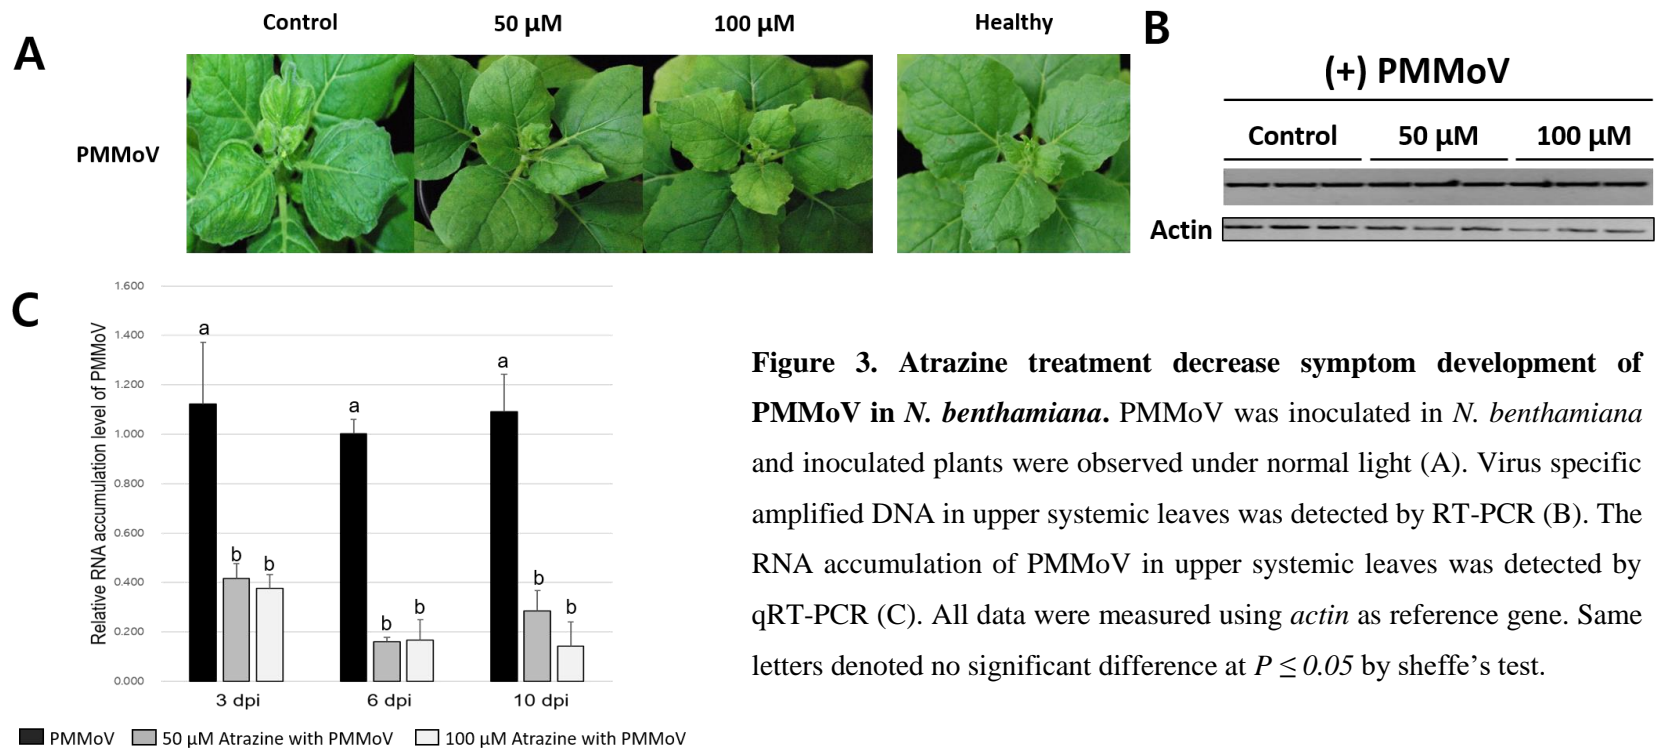 A
Control 50 μM 100 μM Healthy
PMMoV
B
(+) PMMoV
Control 50 μM 100 μM
Actin
C
Relative RNA accumulation level of PMMoV
1.600
1.400
1.200
1.000
0.800
0.600
0.400
0.200
0.000
a
b
b
a
b
b
a
b
b
3 dpi 6 dpi 10 dpi
PMMoV 50 μM Atrazine with PMMoV 100 μM Atrazine with PMMoV
Figure 3. Atrazine treatment decrease symptom development of
PMMoV in N. benthamiana. PMMoV was inoculated in N. benthamiana
and inoculated plants were observed under normal light (A). Virus specific
amplified DNA in upper systemic leaves was detected by RT-PCR (B). The
RNA accumulation of PMMoV in upper systemic leaves was detected by
qRT-PCR (C). All data were measured using actin as reference gene. Same
letters denoted no significant difference at P ≤ 0.05 by sheffe’s test.